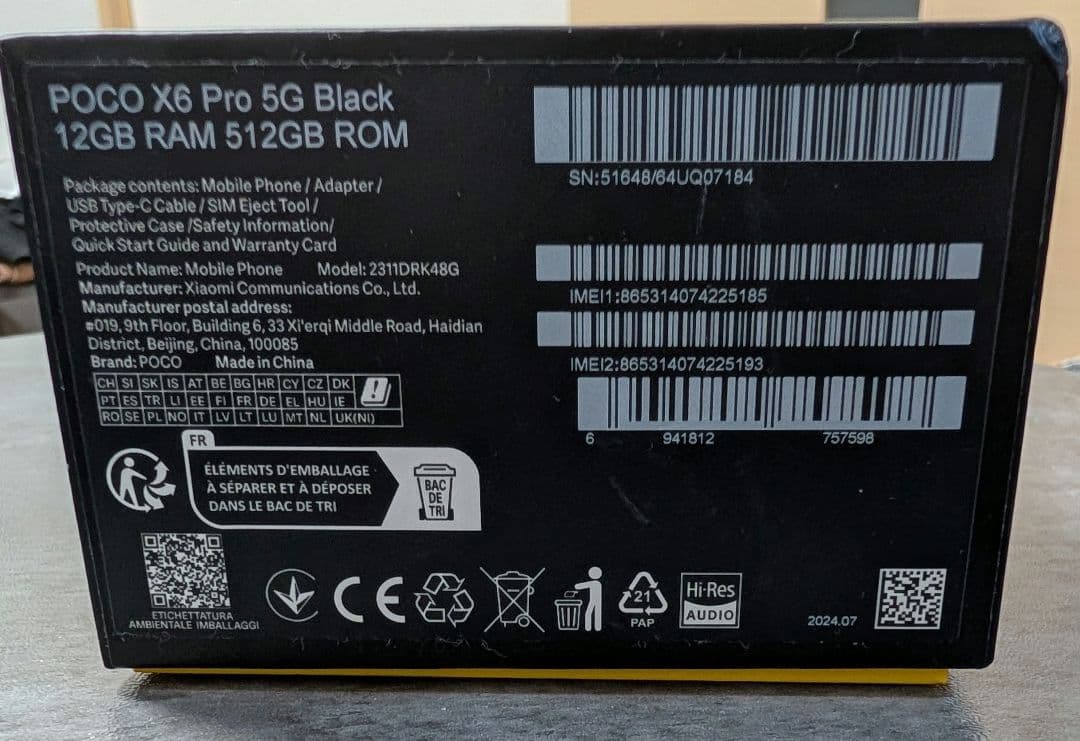 POCO X6 Pro 5G Black
12GB RAM 512GB ROM
Package contents: Mobile Phone / Adapter /
USB Type-C Cable / SIM Eject Tool /
Protective Case /Safety Information/
Quick Start Guide and Warranty Card
Product Name: Mobile Phone Model: 2311DRK48G
Manufacturer: Xiaomi Communications Co., Ltd.
Manufacturer postal address:
#019, 9th Floor, Building 6, 33 Xi'erqi Middle Road, Haidian
District, Beijing, China, 100085
Brand: POCO Made in China
CH SI SK IS AT BE BG HR CY CZ DK
PT ES TR LI EE FI FR DE EL HU IE
RO SE PL NO IT LV LT LU MT NL UK(NI)
SN:51648/64UQ07184
IMEI1:865314074225185
IMEI2:865314074225193
6 941812 757598
FR
ÉLÉMENTS D'EMBALLAGE
À SÉPARER ET À DÉPOSER
DANS LE BAC DE TRI
BAC
DE
TRI
ETICHETTATURA
AMBIENTALE IMBALLAGGI
CE
21
PAP
Hi-Res
AUDIO
2024.07